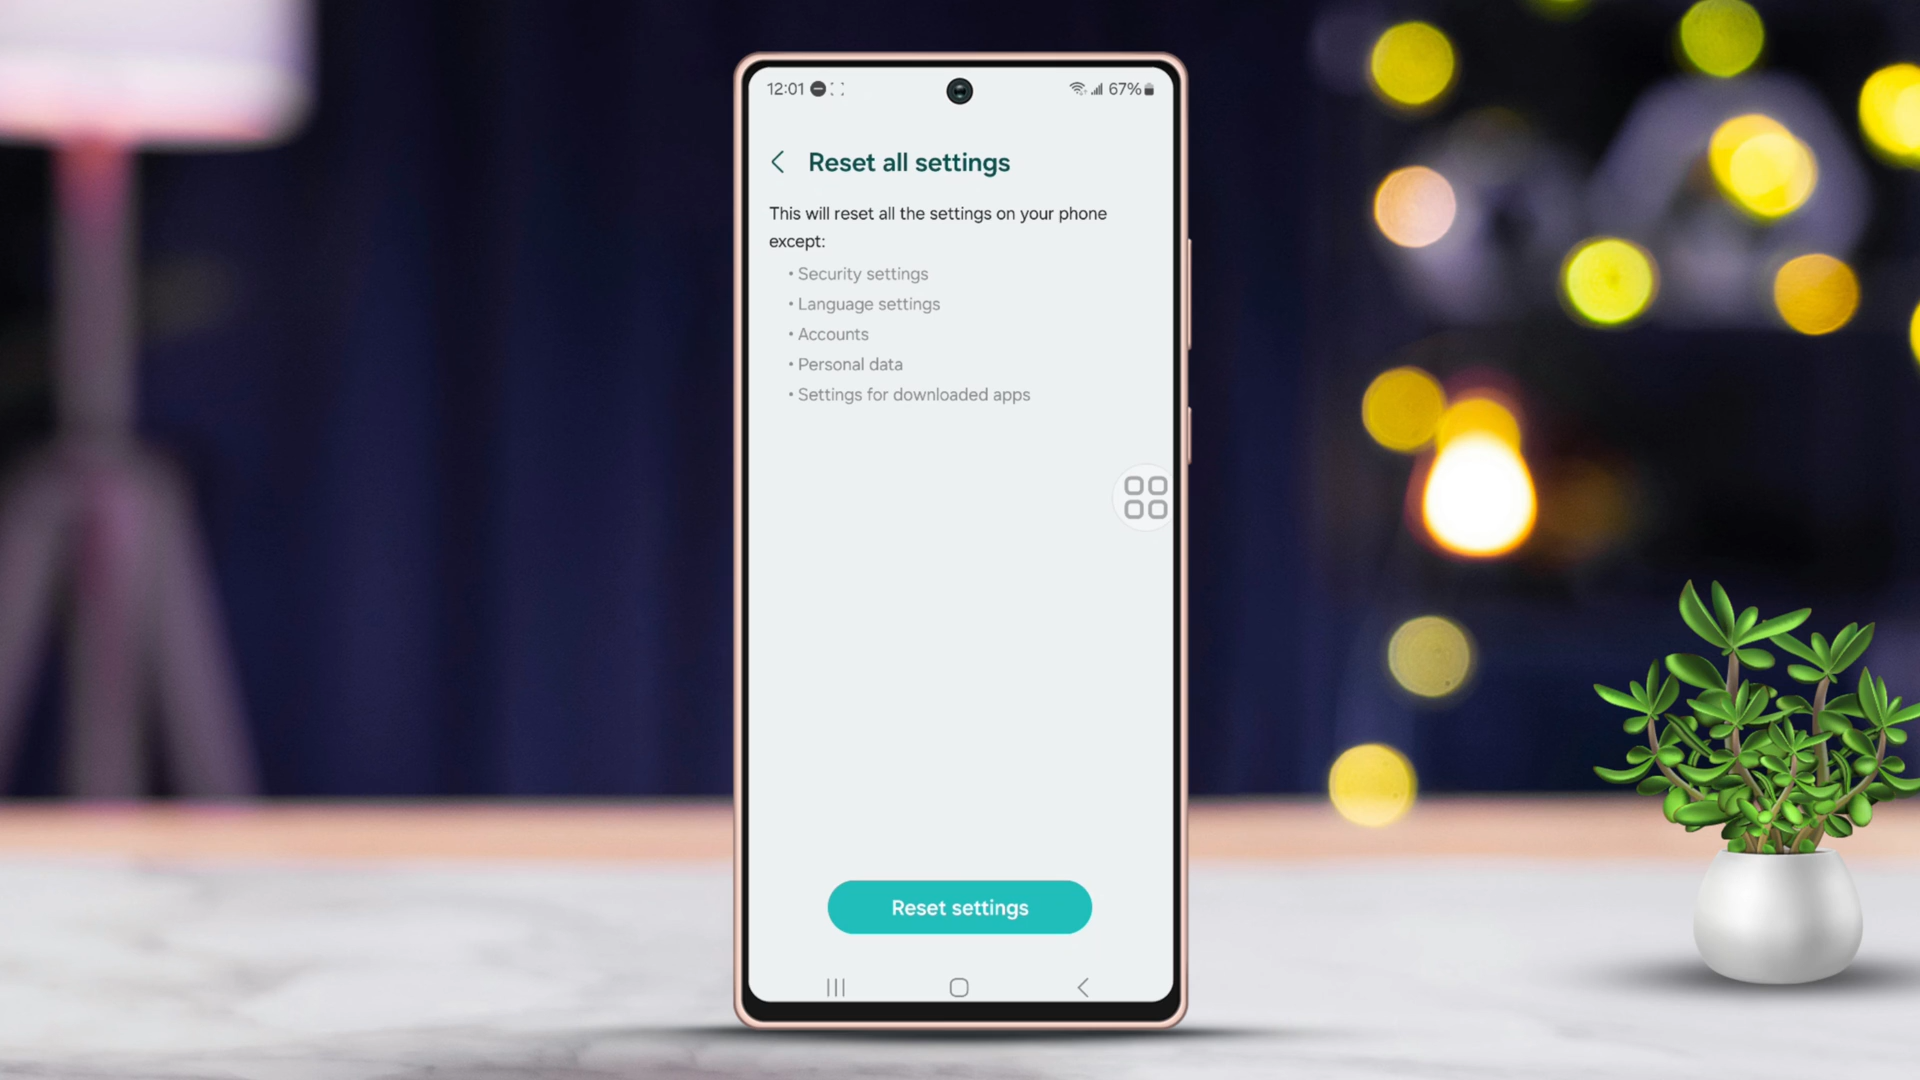 12:01
67%
Reset all settings
This will reset all the settings on your phone
except:
• Security settings
• Language settings
• Accounts
• Personal data
• Settings for downloaded apps
Reset settings